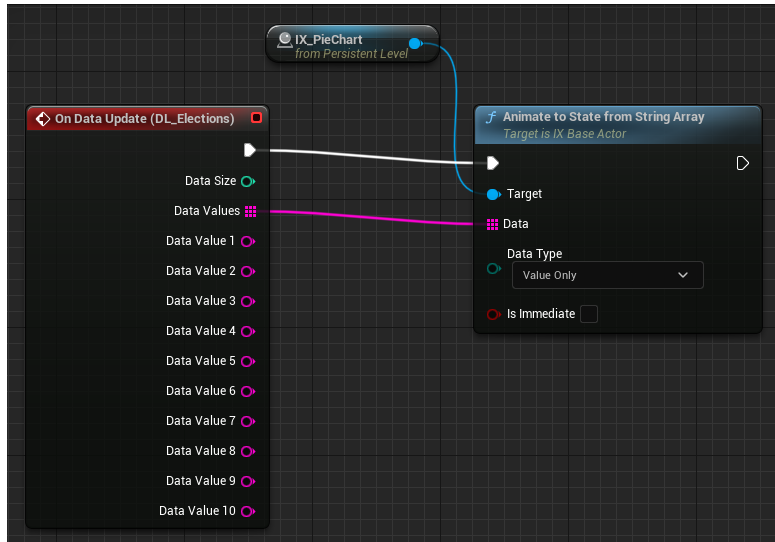 IX_PieChart
from Persistent Level
On Data Update (DL_Elections)
Data Size
Data Values
Data Value 1
Data Value 2
Data Value 3
Data Value 4
Data Value 5
Data Value 6
Data Value 7
Data Value 8
Data Value 9
Data Value 10
f Animate to State from String Array
Target is IX Base Actor
Target
Data
Data Type
Value Only
Is Immediate